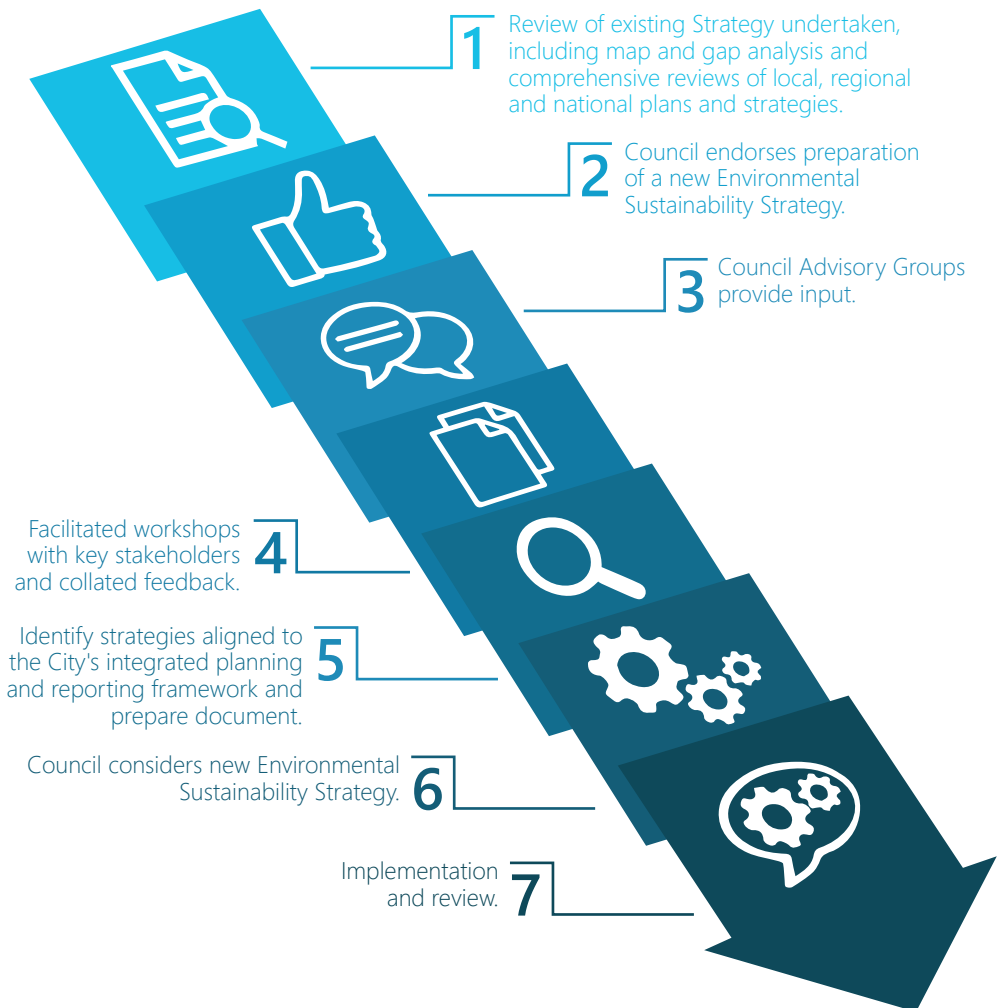 1
Review of existing Strategy undertaken,
including map and gap analysis and
comprehensive reviews of local, regional
and national plans and strategies.
2
Council endorses preparation
of a new Environmental
Sustainability Strategy.
3
Council Advisory Groups
provide input.
4
Facilitated workshops
with key stakeholders
and collated feedback.
5
Identify strategies aligned to
the City's integrated planning
and reporting framework and
prepare document.
6
Council considers new Environmental
Sustainability Strategy.
7
Implementation
and review.